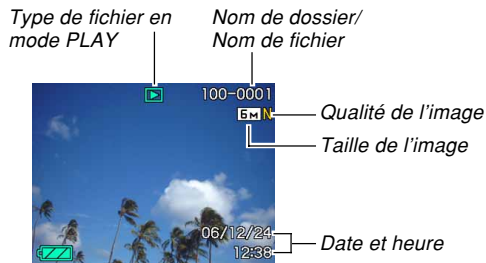 Type de fichier en
mode PLAY
Nom de dossier/
Nom de fichier
100-0001
6M N
Qualité de l'image
Taille de l'image
06/12/24
12:38
Date et heure